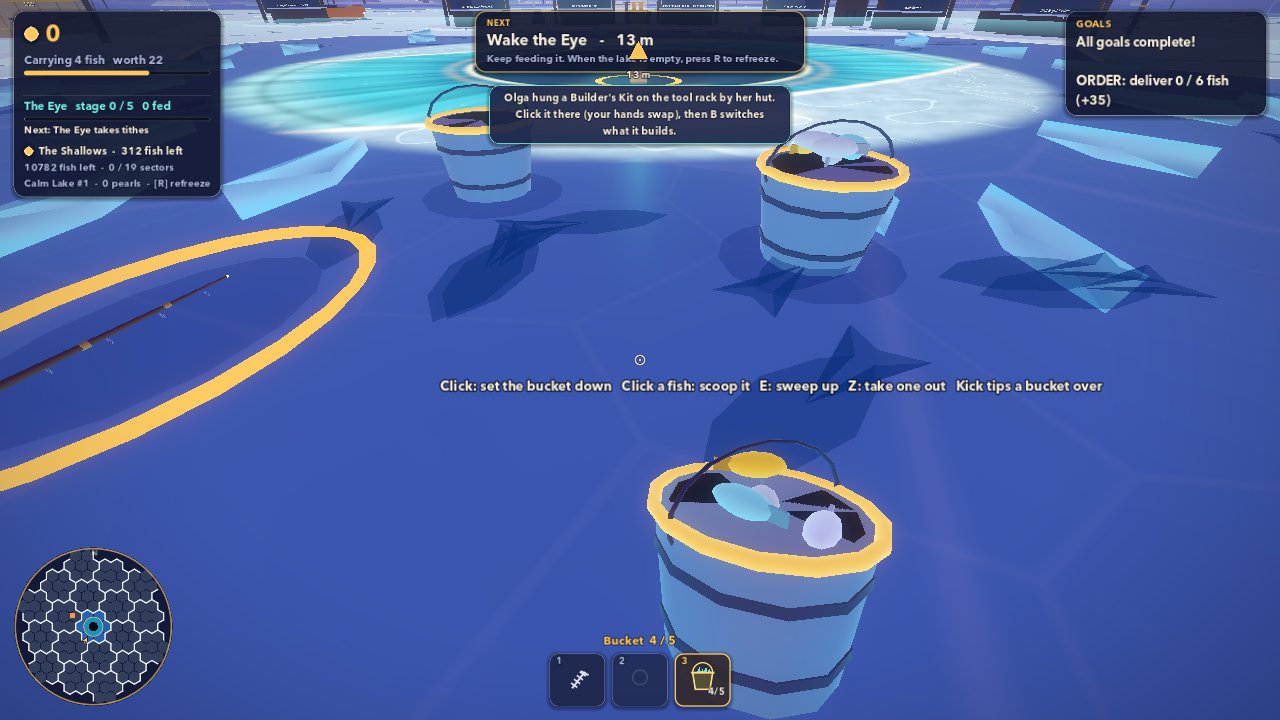 0
Carrying 4 fish worth 22
The Eye stage 0 / 5 0 fed
Next: The Eye takes tithes
The Shallows - 312 fish left
10782 fish left - 0 / 19 sectors
Calm Lake #1 - 0 pearls - [R] refreeze
NEXT
Wake the Eye - 13 m
Keep feeding it. When the lake is empty, press R to refreeze.
13 m
Olga hung a Builder's Kit on the tool rack by her hut.
Click it there (your hands swap), then B switches
what it builds.
GOALS
All goals complete!
ORDER: deliver 0 / 6 fish
(+35)
Click: set the bucket down Click a fish: scoop it E: sweep up Z: take one out Kick tips a bucket over
Bucket 4 / 5
1
2
3
4/5